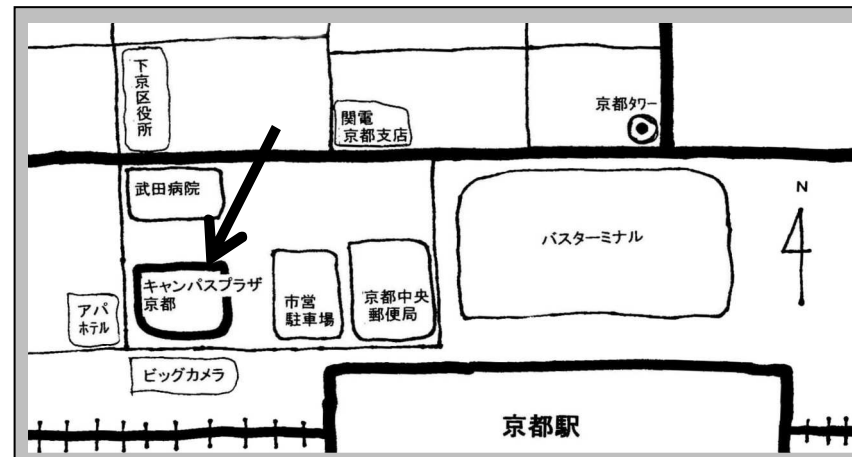 下京区役所
関電
京都支店
京都タワー
武田病院
N
バスターミナル
キャンパスプラザ
京都
市営
駐車場
京都中央
郵便局
アパ
ホテル
ビッグカメラ
京都駅